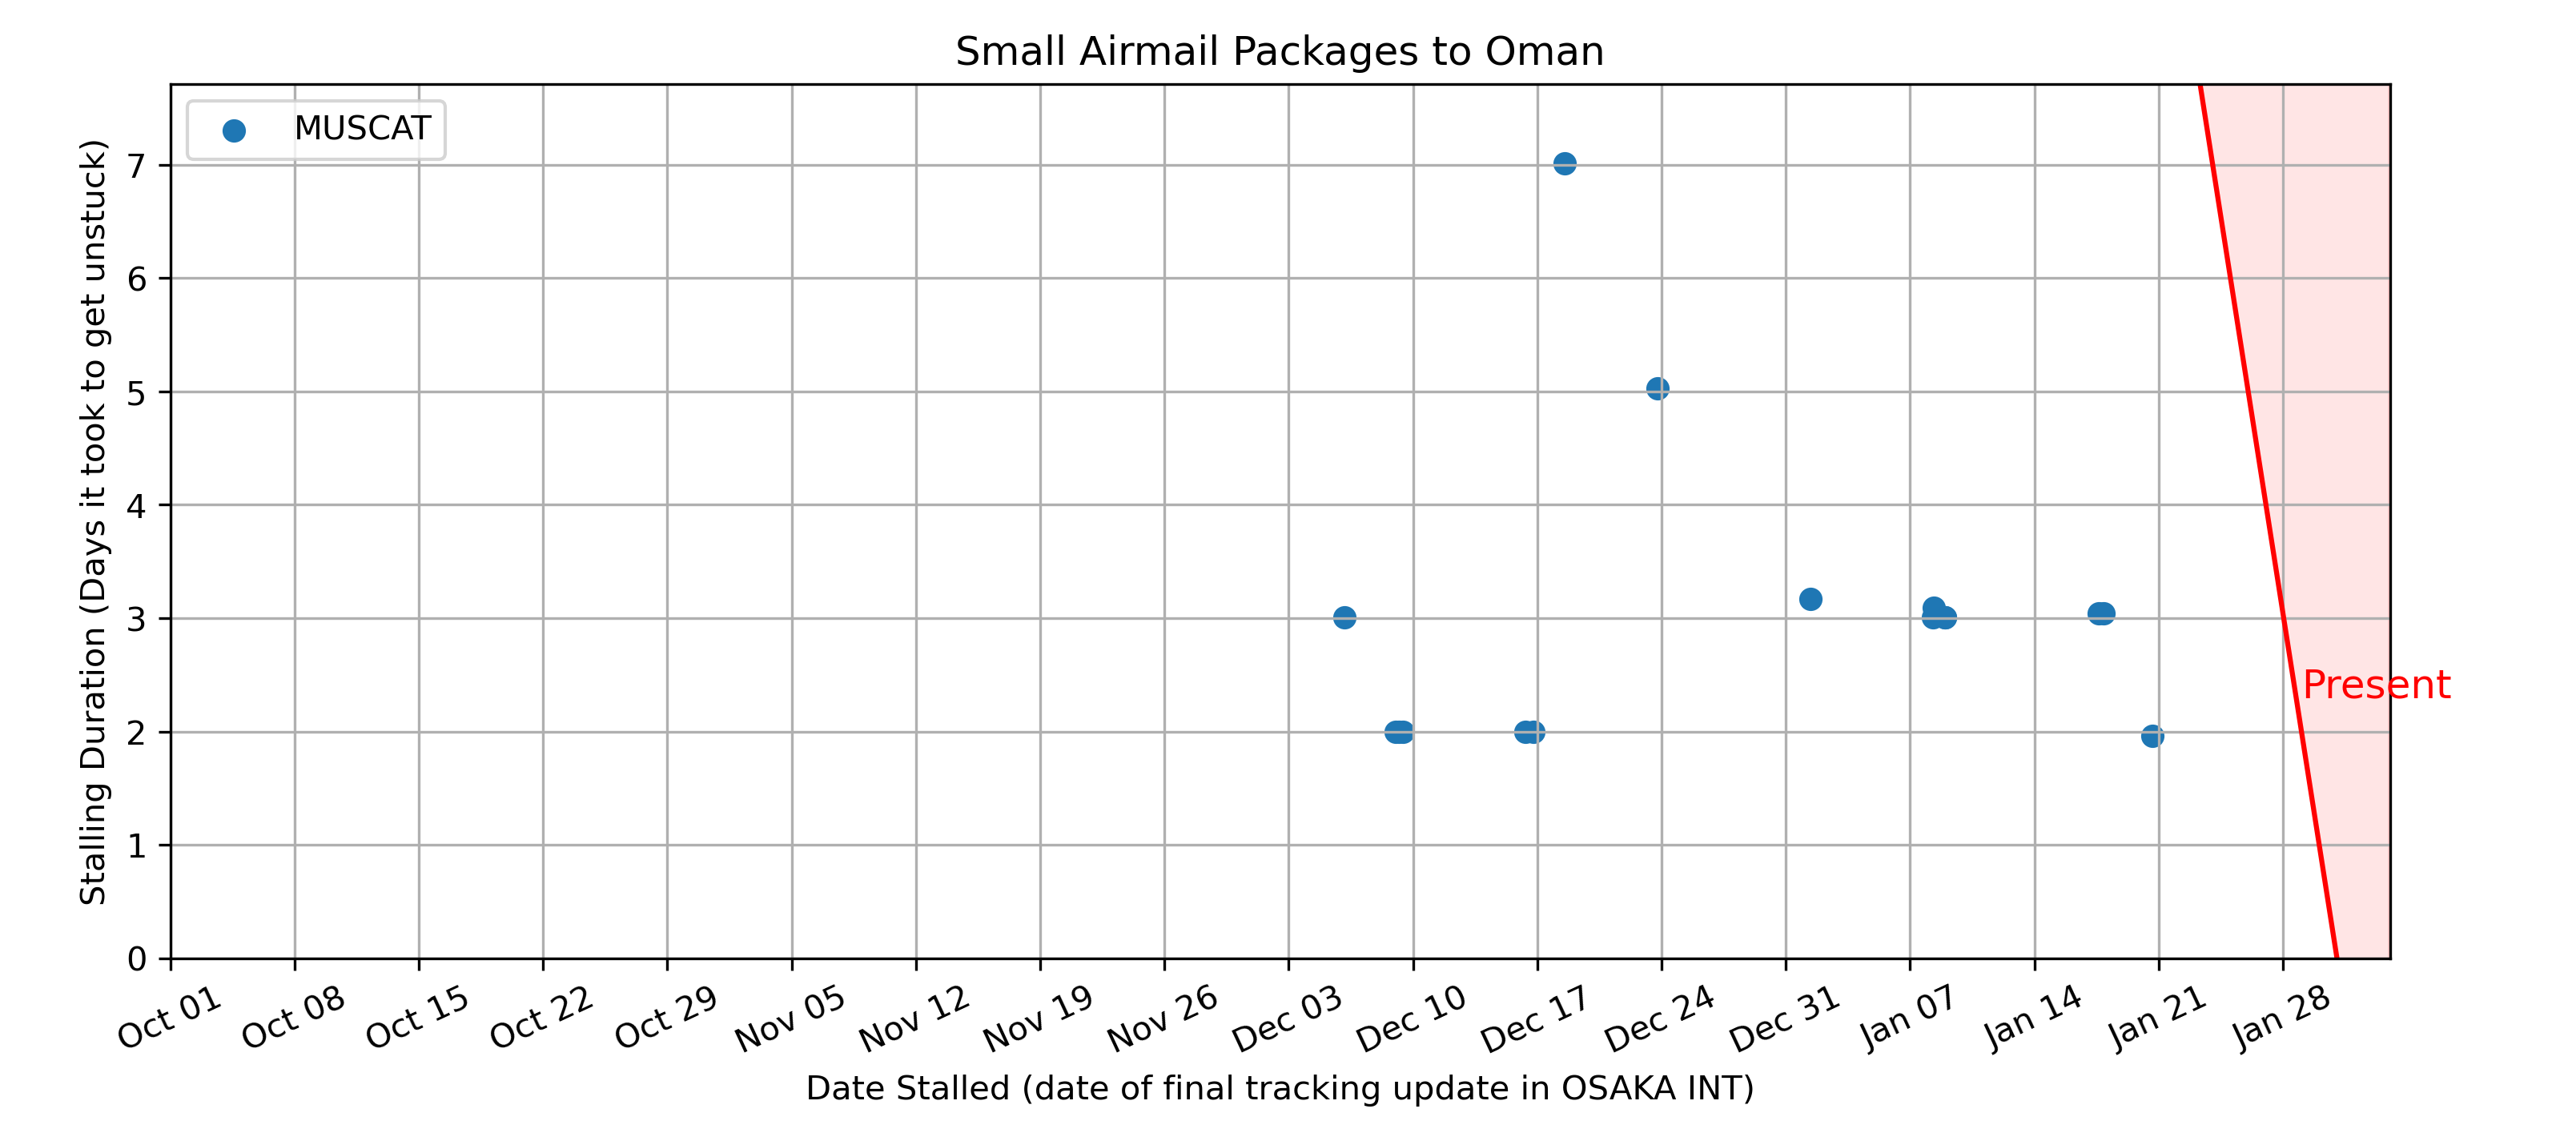 Small Airmail Packages to Oman
MUSCAT
Stalling Duration (Days it took to get unstuck)
7
6
5
4
3
2
1
0
Present
Oct 01
Oct 08
Oct 15
Oct 22
Oct 29
Nov 05
Nov 12
Nov 19
Nov 26
Dec 03
Dec 10
Dec 17
Dec 24
Dec 31
Jan 07
Jan 14
Jan 21
Jan 28
Date Stalled (date of final tracking update in OSAKA INT)